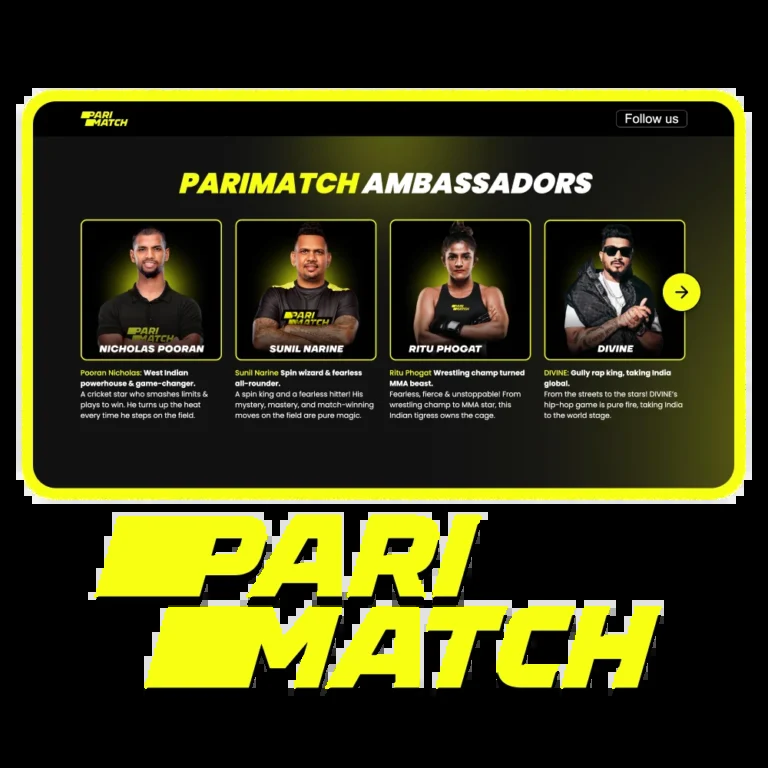 PARI
MATCH
Follow us
PARIMATCH AMBASSADORS
PARI
MATCH
NICHOLAS POORAN
PARI
MATCH
SUNIL NARINE
RITU PHOGAT
DIVINE
Pooran Nicholas: West Indian
powerhouse & game-changer.
A cricket star who smashes limits &
plays to win. He turns up the heat
every time he steps on the field.
Sunil Narine Spin wizard & fearless
all-rounder.
A spin king and a fearless hitter! His
mystery, mastery, and match-winning
moves on the field are pure magic.
Ritu Phogat Wrestling champ turned
MMA beast.
Fearless, fierce & unstoppable! From
wrestling champ to MMA star, this
Indian tigress owns the cage.
DIVINE: Gully rap king, taking India
global.
From the streets to the stars! DIVINE's
hip-hop game is pure fire, taking India
to the world stage.
PARI
MATCH